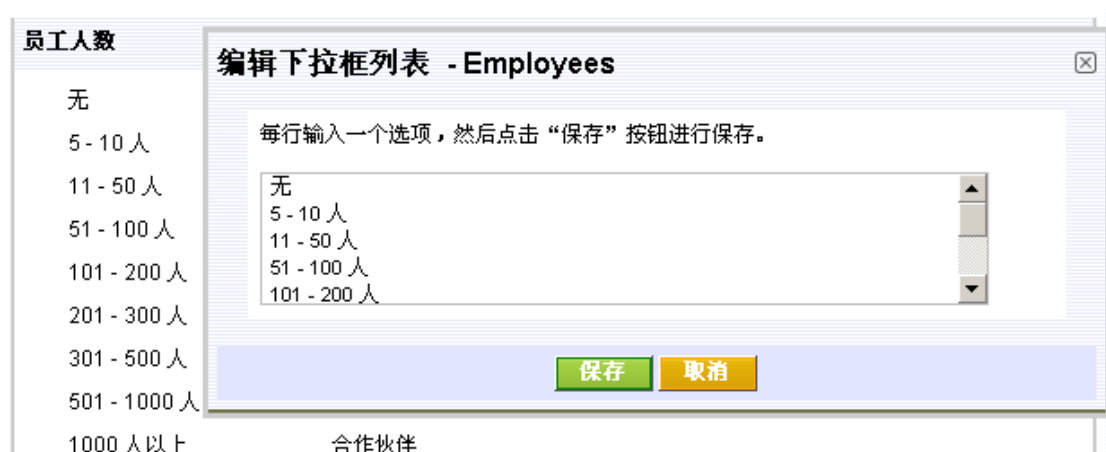 员工人数
无
5 - 10 人
11 - 50 人
51 - 100 人
101 - 200 人
201 - 300 人
301 - 500 人
501 - 1000 人
1000 人以上
合作伙伴
编辑下拉框列表 - Employees
每行输入一个选项，然后点击“保存”按钮进行保存。
无
5 - 10 人
11 - 50 人
51 - 100 人
101 - 200 人
保存
取消